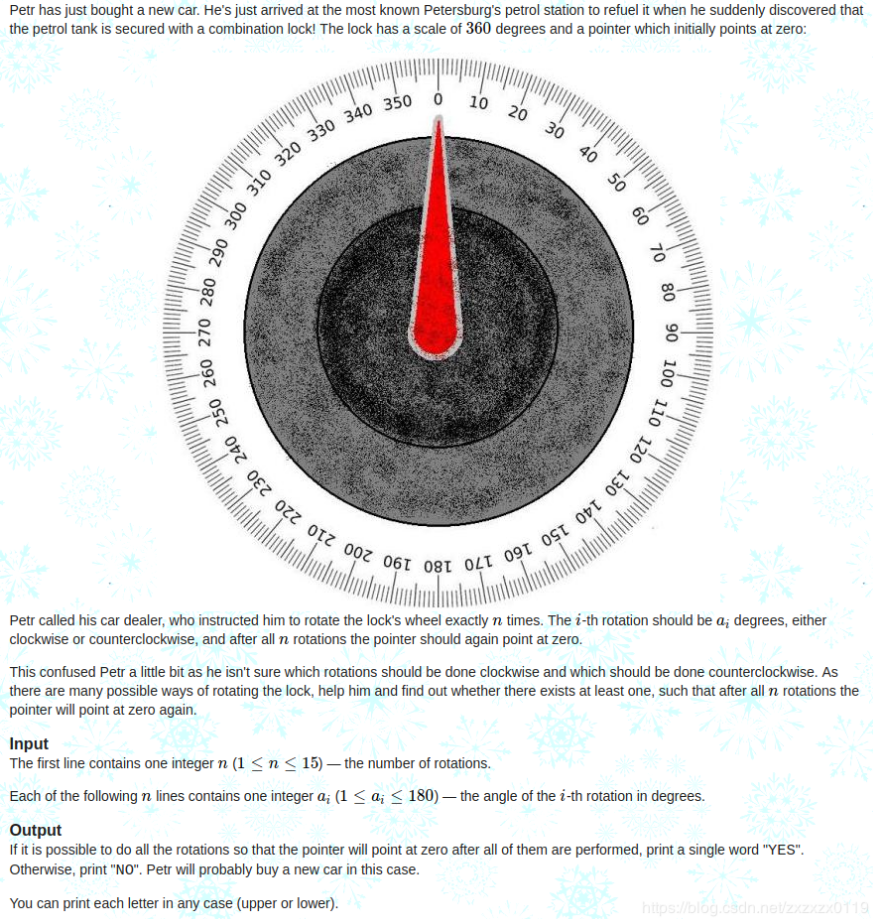 Petr has just bought a new car. He's just arrived at the most known Petersburg's petrol station to refuel it when he suddenly discovered that
the petrol tank is secured with a combination lock! The lock has a scale of 360 degrees and a pointer which initially points at zero:
0
10
20
30
40
50
60
70
80
90
100
110
120
130
140
150
160
170
180
190
200
210
220
230
240
250
260
270
280
290
300
310
320
330
340
350
Petr called his car dealer, who instructed him to rotate the lock's wheel exactly n times. The i-th rotation should be aᵢ degrees, either
clockwise or counterclockwise, and after all n rotations the pointer should again point at zero.
This confused Petr a little bit as he isn't sure which rotations should be done clockwise and which should be done counterclockwise. As
there are many possible ways of rotating the lock, help him and find out whether there exists at least one, such that after all n rotations the
pointer will point at zero again.
Input
The first line contains one integer n (1 ≤ n ≤ 15) — the number of rotations.
Each of the following n lines contains one integer aᵢ (1 ≤ aᵢ ≤ 180) — the angle of the i-th rotation in degrees.
Output
If it is possible to do all the rotations so that the pointer will point at zero after all of them are performed, print a single word "YES".
Otherwise, print "NO". Petr will probably buy a new car in this case.
You can print each letter in any case (upper or lower).
https://blog.csdn.net/zxzxzx0119